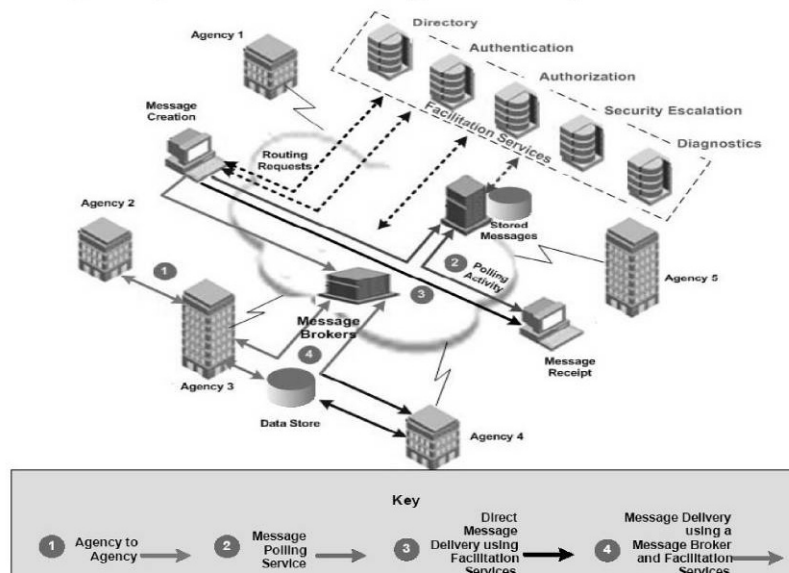 Directory
Agency 1
Authentication
Authorization
Message
Creation
Security Escalation
Facilitation Services
Diagnostics
Routing
Requests
Agency 2
Stored
Messages
1
2
Polling
Activity
Agency 5
3
Message
Brokers
4
Message
Receipt
Agency 3
Data Store
Agency 4
Key
1 Agency to
Agency
2 Message
Polling
Service
3 Direct
Message
Delivery using
Facilitation
Services
4 Message Delivery
using a
Message Broker
and Facilitation
Services